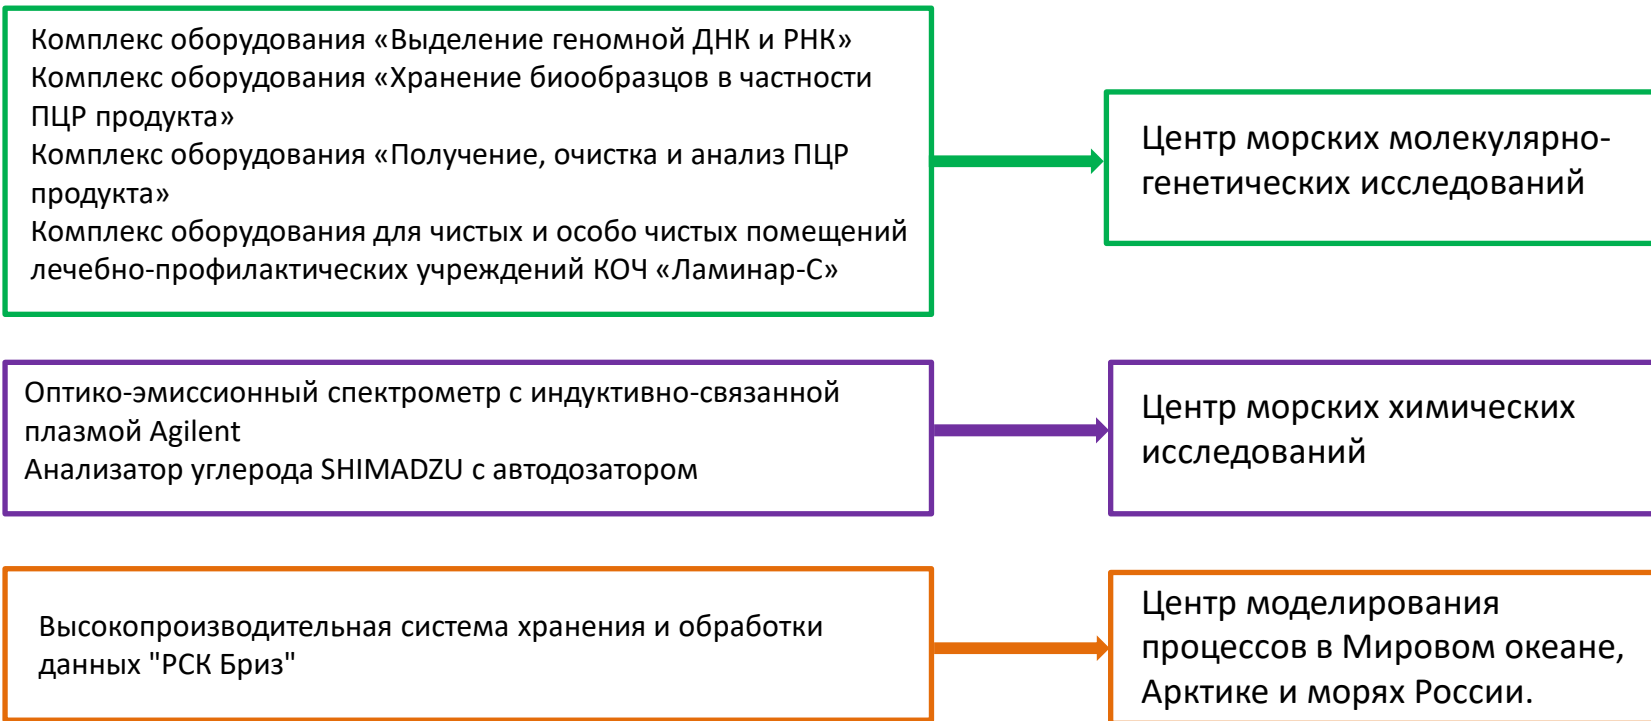 Комплекс оборудования «Выделение геномной ДНК и РНК»
Комплекс оборудования «Хранение биообразцов в частности
ПЦР продукта»
Комплекс оборудования «Получение, очистка и анализ ПЦР
продукта»
Комплекс оборудования для чистых и особо чистых помещений
лечебно-профилактических учреждений КОЧ «Ламинар-С»
Центр морских молекулярно-
генетических исследований
Оптико-эмиссионный спектрометр с индуктивно-связанной
плазмой Agilent
Анализатор углерода SHIMADZU с автодозатором
Центр морских химических
исследований
Высокопроизводительная система хранения и обработки
данных "РСК Бриз"
Центр моделирования
процессов в Мировом океане,
Арктике и морях России.